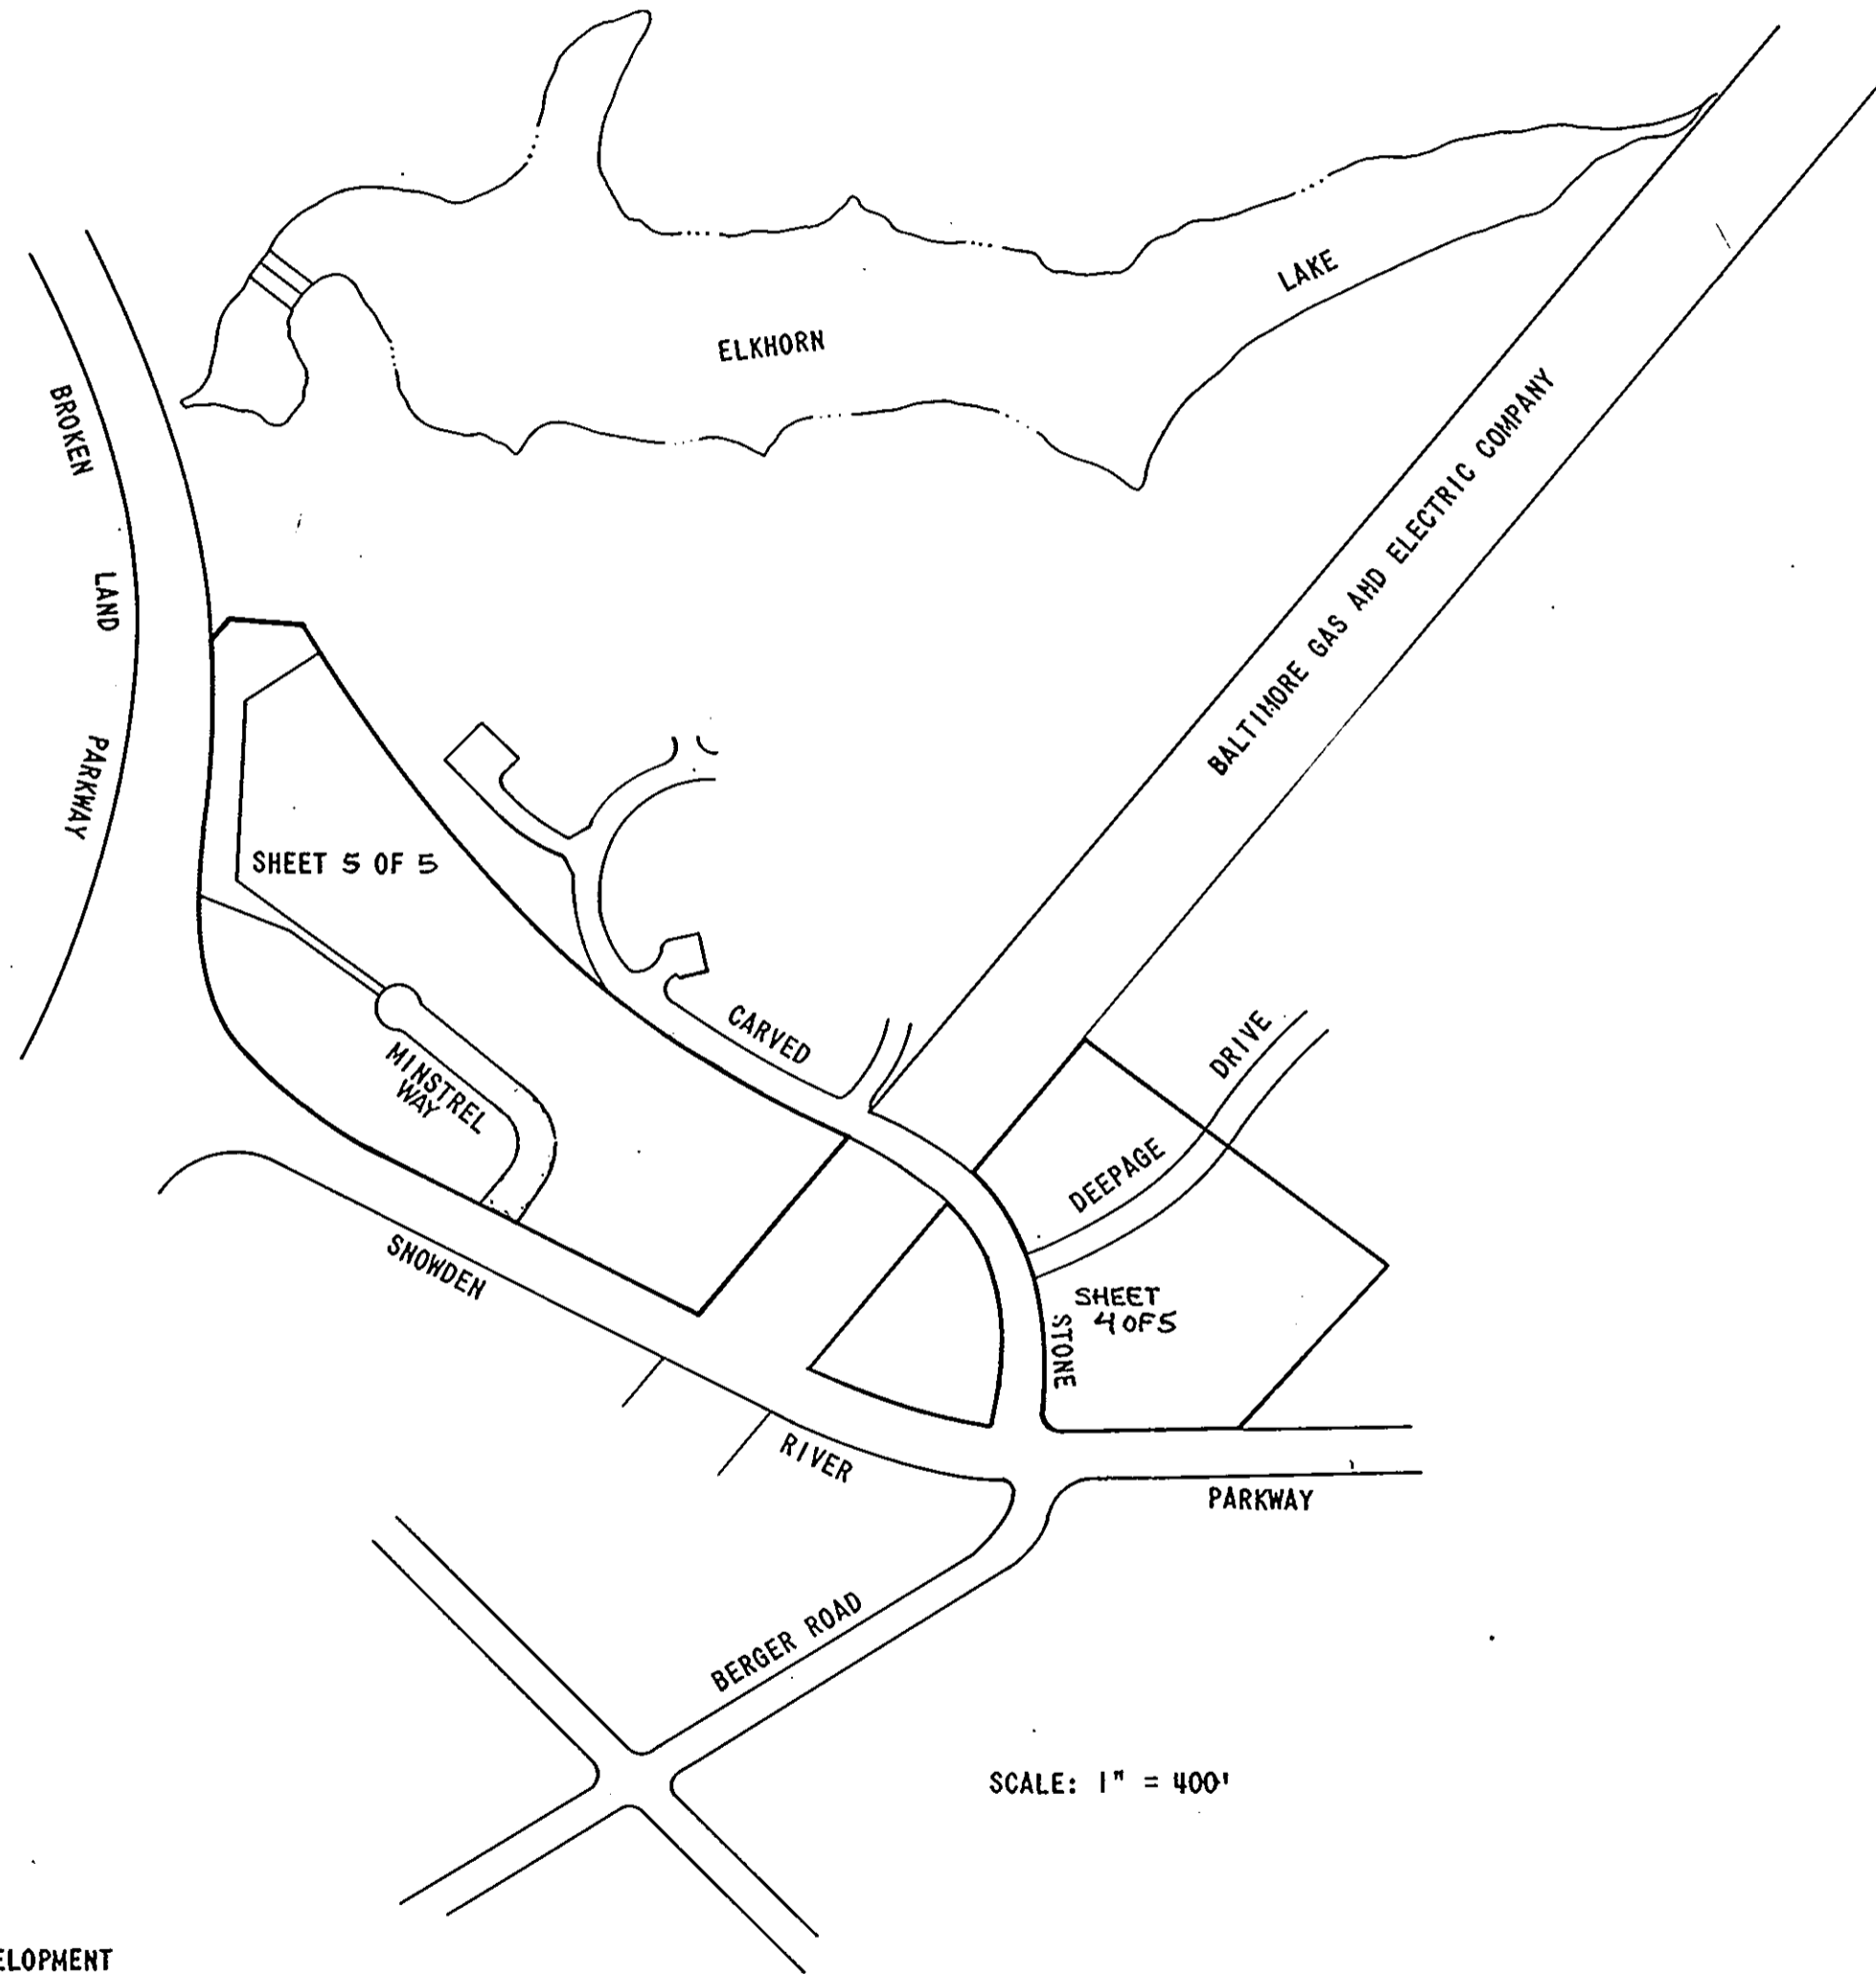 LAKE
ELKHORN
BROKEN
LAND
PARKWAY
BALTIMORE GAS AND ELECTRIC COMPANY
SHEET 5 OF 5
CARVED
STONE
MINSTREL
WAY
DEEPAGE
DRIVE
SHEET
4 OF 5
SNOWDEN
RIVER
PARKWAY
BERGER ROAD
SCALE: 1" = 400'
ELOPMENT